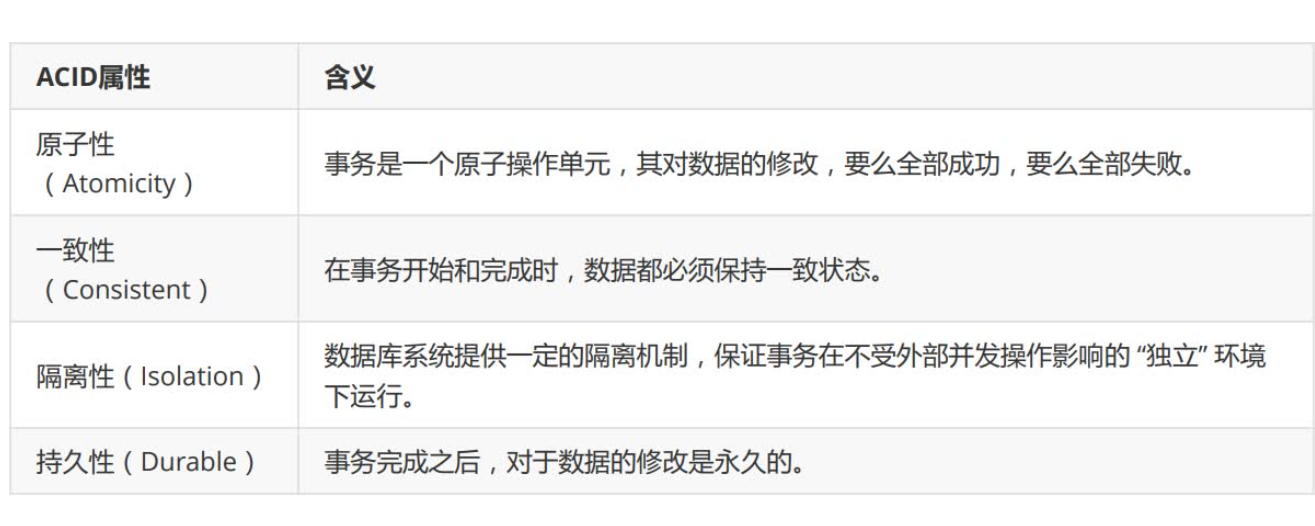 ACID属性
含义
原子性
（Atomicity）
事务是一个原子操作单元，其对数据的修改，要么全部成功，要么全部失败。
一致性
（Consistent）
在事务开始和完成时，数据都必须保持一致状态。
隔离性（Isolation）
数据库系统提供一定的隔离机制，保证事务在不受外部并发操作影响的 “独立” 环境
下运行。
持久性（Durable）
事务完成之后，对于数据的修改是永久的。